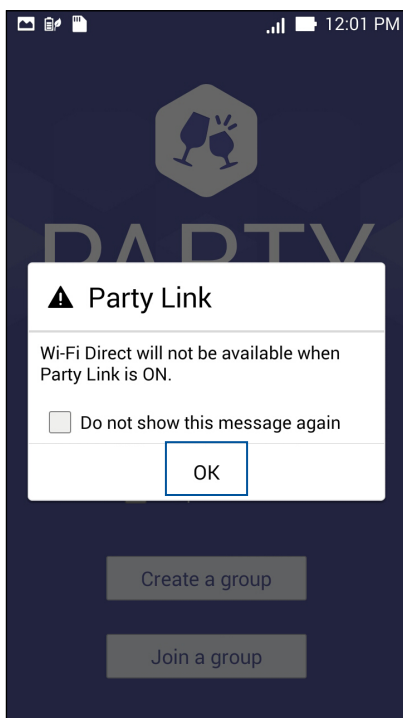 12:01 PM
PARTY
Party Link
Wi-Fi Direct will not be available when
Party Link is ON.
Do not show this message again
OK
Create a group
Join a group